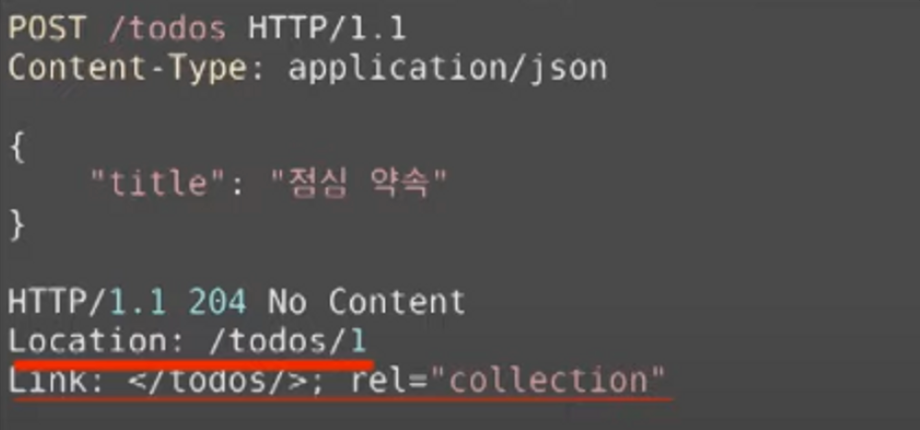 POST /todos HTTP/1.1
Content-Type: application/json
{
"title": "점심 약속"
}
HTTP/1.1 204 No Content
Location: /todos/1
Link: </todos/>; rel="collection"